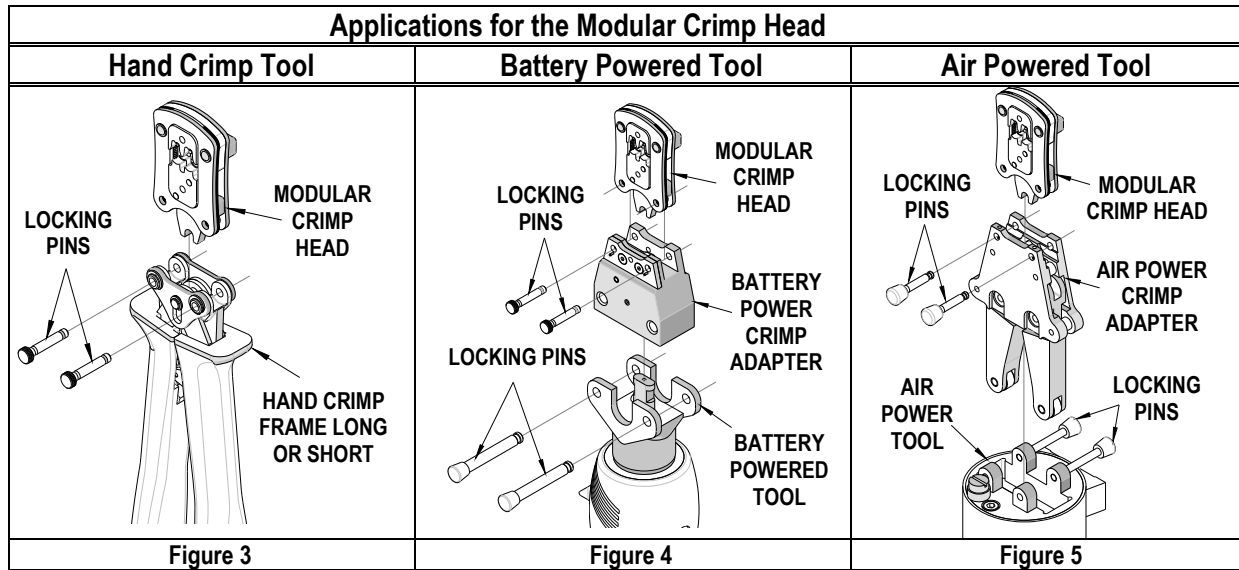 Applications for the Modular Crimp Head
Hand Crimp Tool
Battery Powered Tool
Air Powered Tool
MODULAR
CRIMP
HEAD
LOCKING
PINS
HAND CRIMP
FRAME LONG
OR SHORT
MODULAR
CRIMP
HEAD
LOCKING
PINS
BATTERY
POWER
CRIMP
ADAPTER
LOCKING PINS
BATTERY
POWERED
TOOL
LOCKING
PINS
MODULAR
CRIMP HEAD
AIR POWER
CRIMP
ADAPTER
AIR
POWER
TOOL
LOCKING
PINS
Figure 3
Figure 4
Figure 5